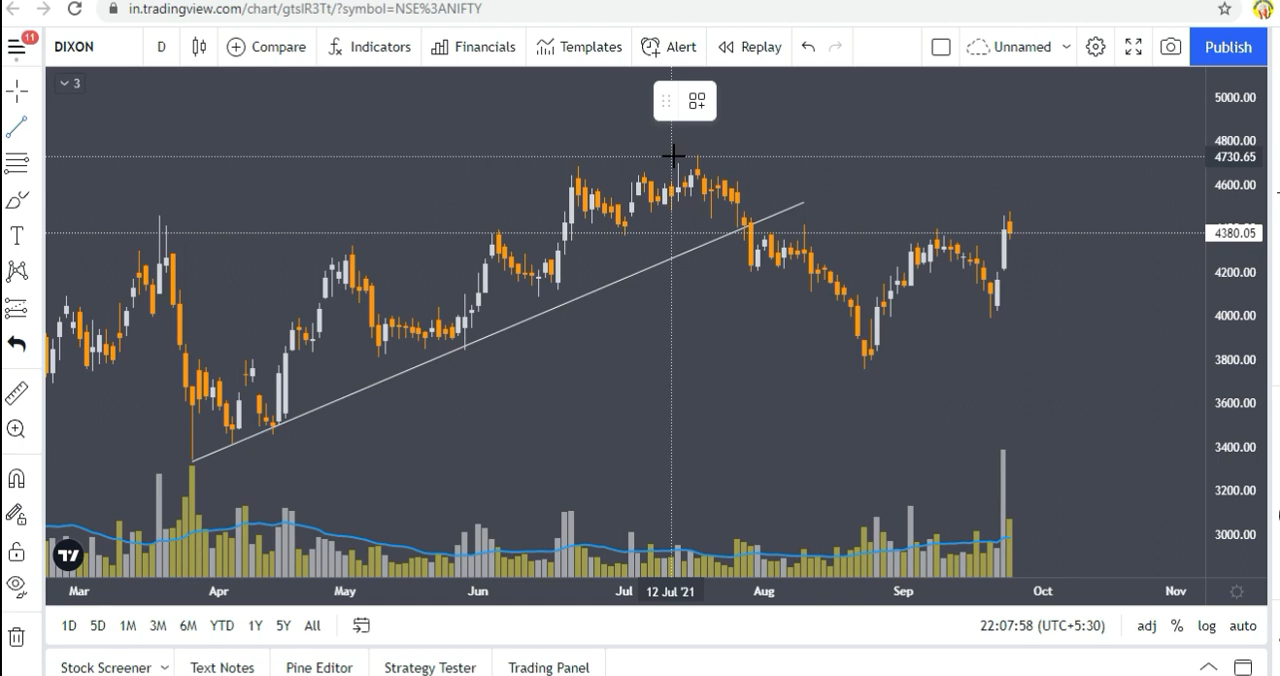 in.tradingview.com/chart/gtslR3Tt/?symbol=NSE%3ANIFTY
11
DIXON D Compare Indicators Financials Templates Alert Replay Unnamed Publish
3
5000.00
4800.00
4730.65
4600.00
4380.05
4200.00
4000.00
3800.00
3600.00
3400.00
3200.00
3000.00
Mar Apr May Jun Jul 12 Jul '21 Aug Sep Oct Nov
1D 5D 1M 3M 6M YTD 1Y 5Y All 22:07:58 (UTC+5:30) adj % log auto
Stock Screener Text Notes Pine Editor Strategy Tester Trading Panel